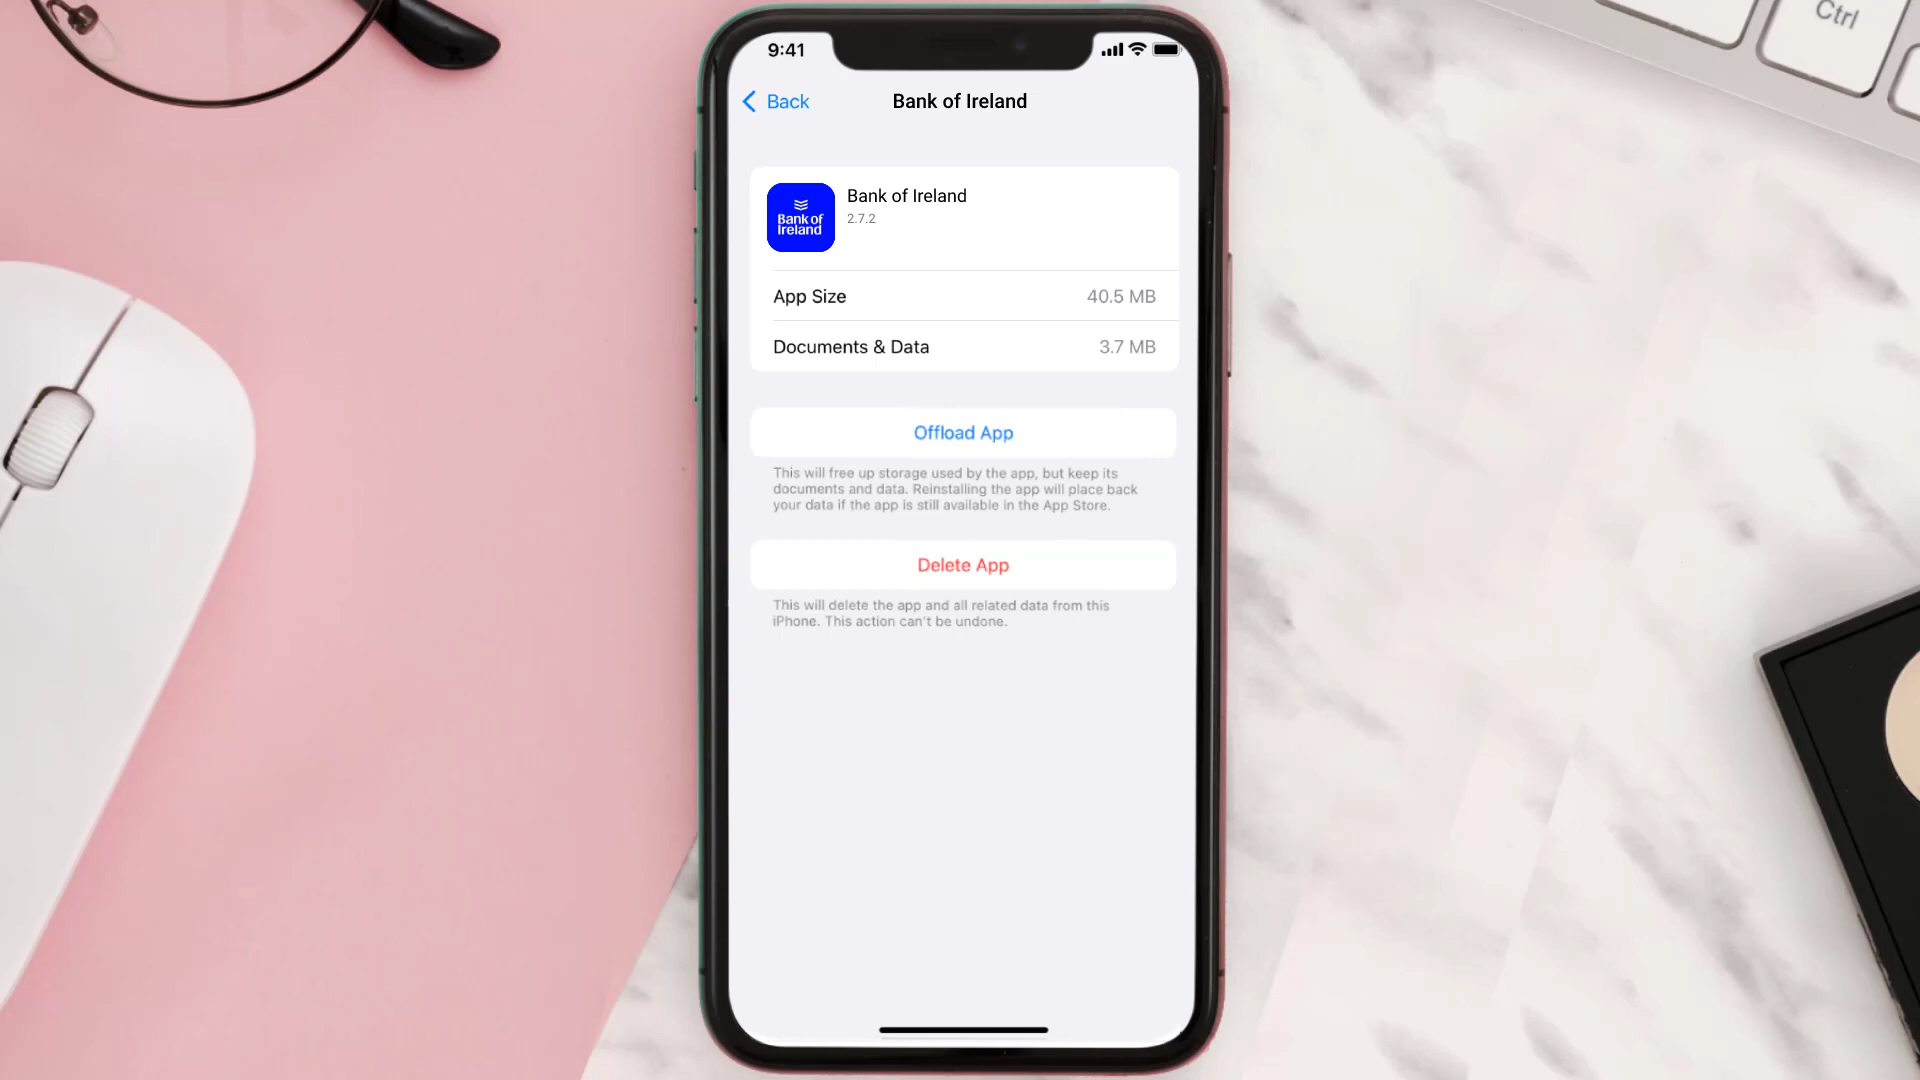 Ctrl
9:41
Back
Bank of Ireland
Bank of
Ireland
Bank of Ireland
2.7.2
App Size
40.5 MB
Documents & Data
3.7 MB
Offload App
This will free up storage used by the app, but keep its
documents and data. Reinstalling the app will place back
your data if the app is still available in the App Store.
Delete App
This will delete the app and all related data from this
iPhone. This action can't be undone.